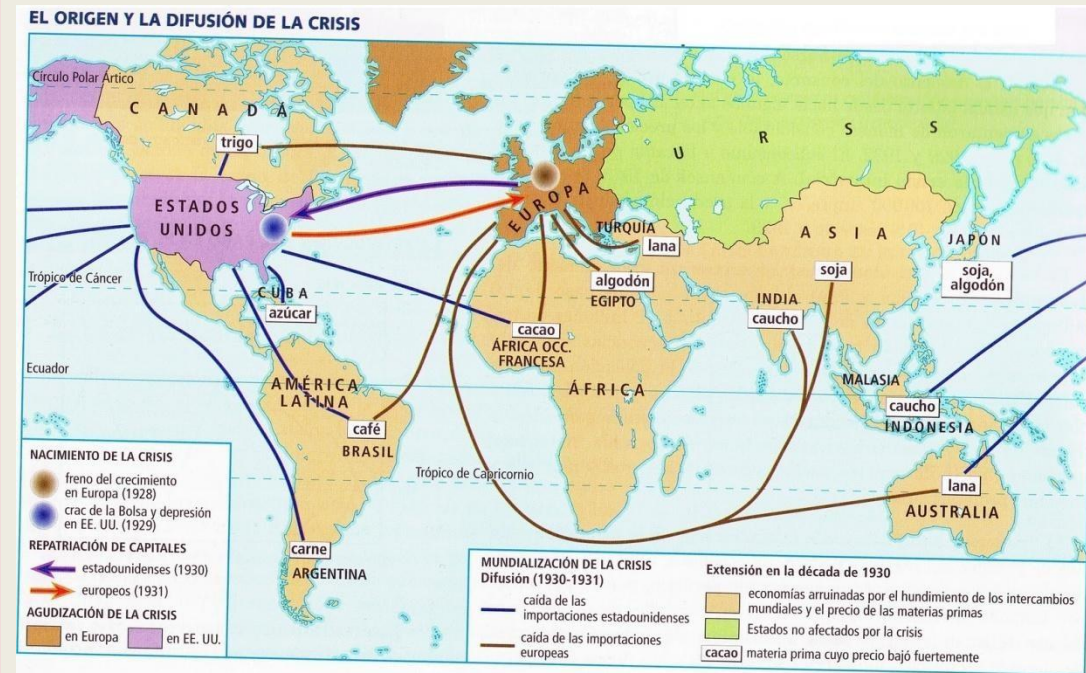 EL ORIGEN Y LA DIFUSIÓN DE LA CRISIS
Círculo Polar Ártico
CANADÁ
trigo
ESTADOS
UNIDOS
EUROPA
URSS
TURQUÍA
lana
ASIA
JAPÓN
soja,
algodón
soja
algodón
EGIPTO
INDIA
caucho
Trópico de Cáncer
CUBA
azúcar
cacao
ÁFRICA OCC.
FRANCESA
ÁFRICA
Ecuador
AMÉRICA
LATINA
café
BRASIL
MALASIA
caucho
INDONESIA
Trópico de Capricornio
lana
AUSTRALIA
carne
ARGENTINA
NACIMIENTO DE LA CRISIS
freno del crecimiento
en Europa (1928)
crac de la Bolsa y depresión
en EE. UU. (1929)
REPATRIACIÓN DE CAPITALES
estadounidenses (1930)
europeos (1931)
AGUDIZACIÓN DE LA CRISIS
en Europa
en EE. UU.
MUNDIALIZACIÓN DE LA CRISIS
Difusión (1930-1931)
caída de las
importaciones estadounidenses
caída de las importaciones
europeas
Extensión en la década de 1930
economías arruinadas por el hundimiento de los intercambios
mundiales y el precio de las materias primas
Estados no afectados por la crisis
cacao materia prima cuyo precio bajó fuertemente